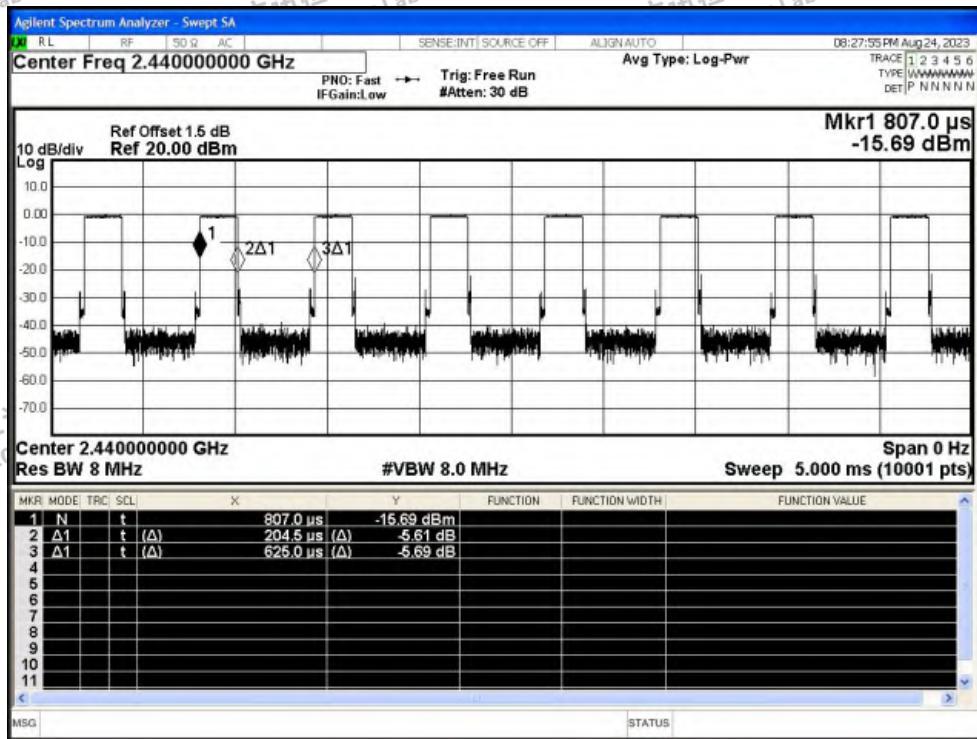 Agilent Spectrum Analyzer - Swept SA
LXI RL RF 50 Ω AC SENSE:INT SOURCE OFF ALIGN AUTO 08:27:55 PM Aug 24, 2023
Center Freq 2.440000000 GHz
PNO: Fast
IFGain:Low
Trig: Free Run
#Atten: 30 dB
Avg Type: Log-Pwr
TRACE 1 2 3 4 5 6
TYPE WWWWWW
DET P N N N N N
Mkr1 807.0 µs
-15.69 dBm
Ref Offset 1.5 dB
10 dB/div Ref 20.00 dBm
Log
10.0
0.00
-10.0
-20.0
-30.0
-40.0
-50.0
-60.0
-70.0
1
2Δ1
3Δ1
Center 2.440000000 GHz Span 0 Hz
Res BW 8 MHz #VBW 8.0 MHz Sweep 5.000 ms (10001 pts)
MKR MODE TRC SCL X Y FUNCTION FUNCTION WIDTH FUNCTION VALUE
1 N t 807.0 µs -15.69 dBm
2 Δ1 t (Δ) 204.5 µs (Δ) -5.61 dB
3 Δ1 t (Δ) 625.0 µs (Δ) -5.69 dB
4
5
6
7
8
9
10
11
MSG STATUS